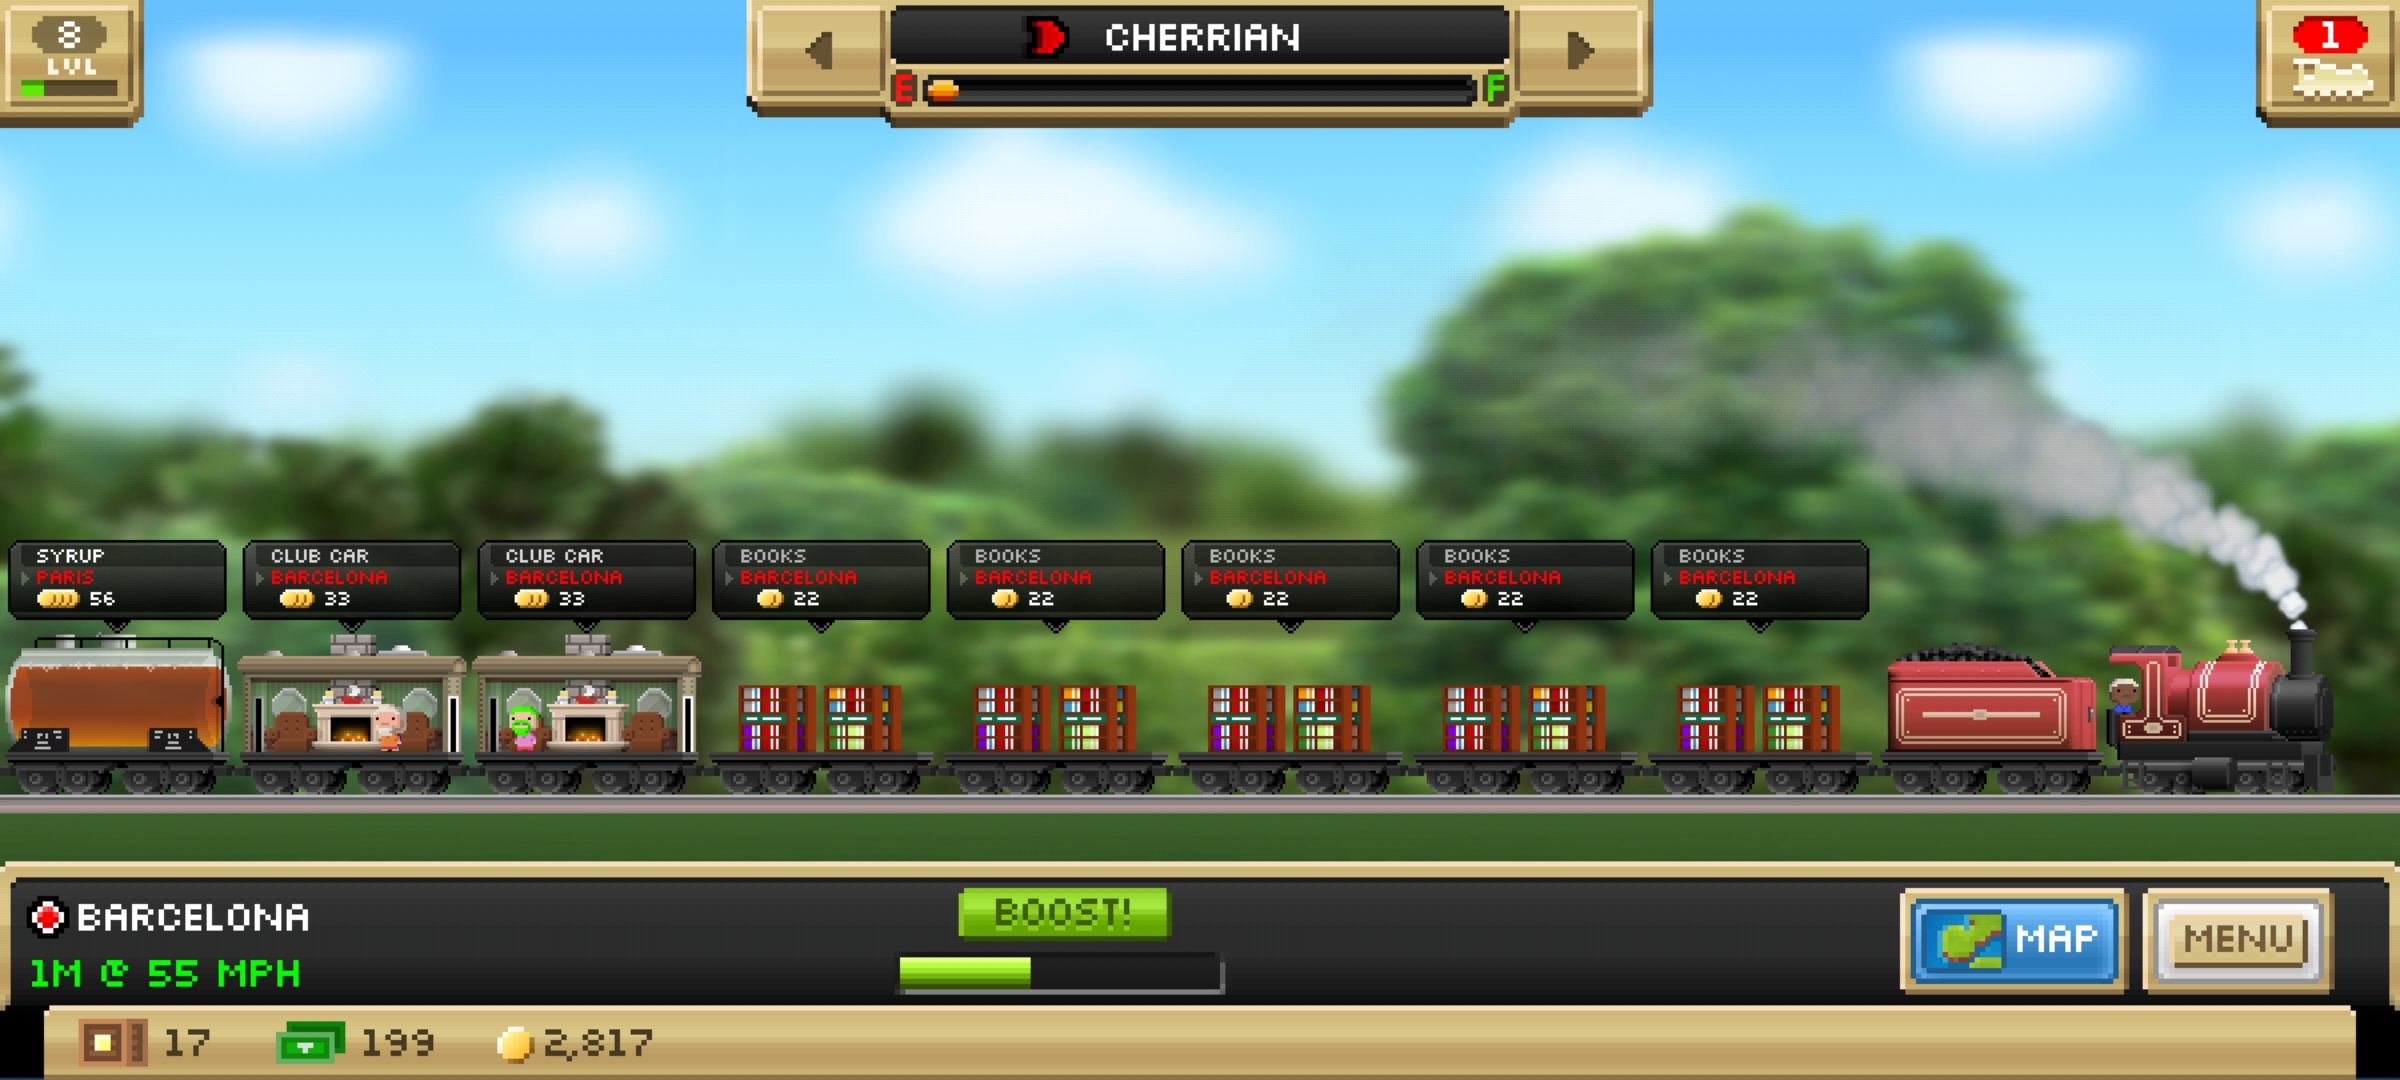 8
LVL
CHERRIAN
E F
1
SYRUP
PARIS
56
CLUB CAR
BARCELONA
33
CLUB CAR
BARCELONA
33
BOOKS
BARCELONA
22
BOOKS
BARCELONA
22
BOOKS
BARCELONA
22
BOOKS
BARCELONA
22
BOOKS
BARCELONA
22
BARCELONA
1M @ 55 MPH
BOOST!
MAP
MENU
17
199
2,817